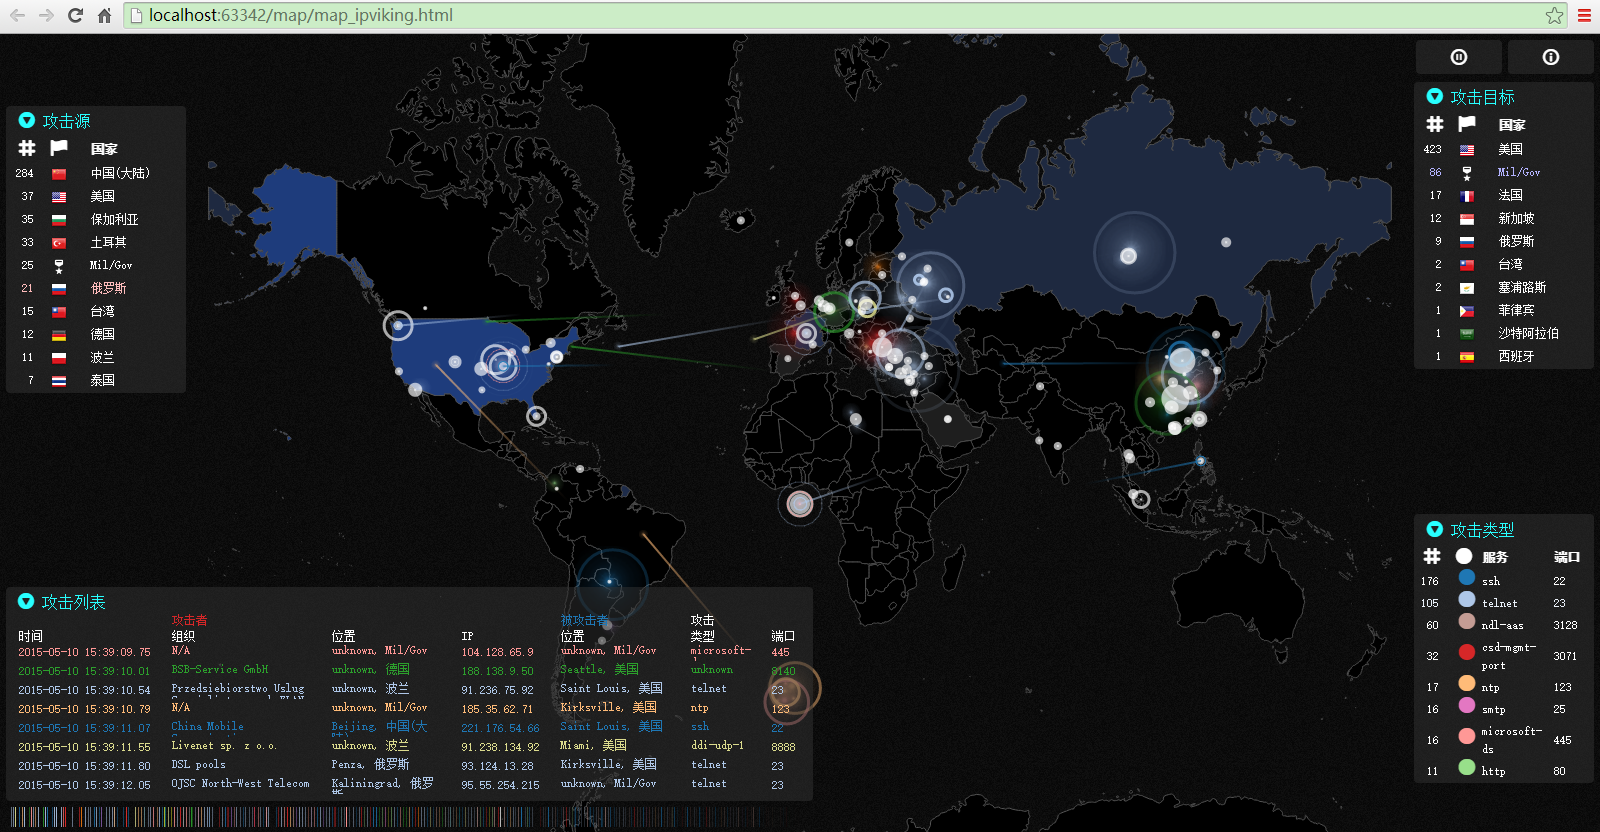 localhost:63342/map/map_ipviking.html
攻击源
# 国家
284 中国(大陆)
37 美国
35 保加利亚
33 土耳其
25 Mil/Gov
21 俄罗斯
15 台湾
12 德国
11 波兰
7 泰国
攻击目标
# 国家
423 美国
86 Mil/Gov
17 法国
12 新加坡
9 俄罗斯
2 台湾
2 塞浦路斯
1 菲律宾
1 沙特阿拉伯
1 西班牙
攻击类型
# 服务 端口
176 ssh 22
105 telnet 23
60 ndl-aas 3128
32 csd-mgmt-port 3071
17 ntp 123
16 smtp 25
16 microsoft-ds 445
11 http 80
攻击列表
攻击者 被攻击者 攻击
时间 组织 位置 IP 位置 类型 端口
2015-05-10 15:39:09.75 N/A unknown, Mil/Gov 104.128.65.9 unknown, Mil/Gov microsoft- 445
2015-05-10 15:39:10.01 BSB-Service GmbH unknown, 德国 188.138.9.50 Seattle, 美国 unknown 8140
2015-05-10 15:39:10.54 Przedsiebiorstwo Uslug unknown, 波兰 91.236.75.92 Saint Louis, 美国 telnet 23
2015-05-10 15:39:10.79 N/A unknown, Mil/Gov 185.35.62.71 Kirksville, 美国 ntp 123
2015-05-10 15:39:11.07 China Mobile Beijing, 中国(大 221.176.54.66 Saint Louis, 美国 ssh 22
2015-05-10 15:39:11.55 Livenet sp. z o.o. unknown, 波兰 91.238.134.92 Miami, 美国 ddi-udp-1 8888
2015-05-10 15:39:11.80 DSL pools Penza, 俄罗斯 93.124.13.28 Kirksville, 美国 telnet 23
2015-05-10 15:39:12.05 OJSC North-West Telecom Kaliningrad, 俄罗 95.55.254.215 unknown, Mil/Gov telnet 23